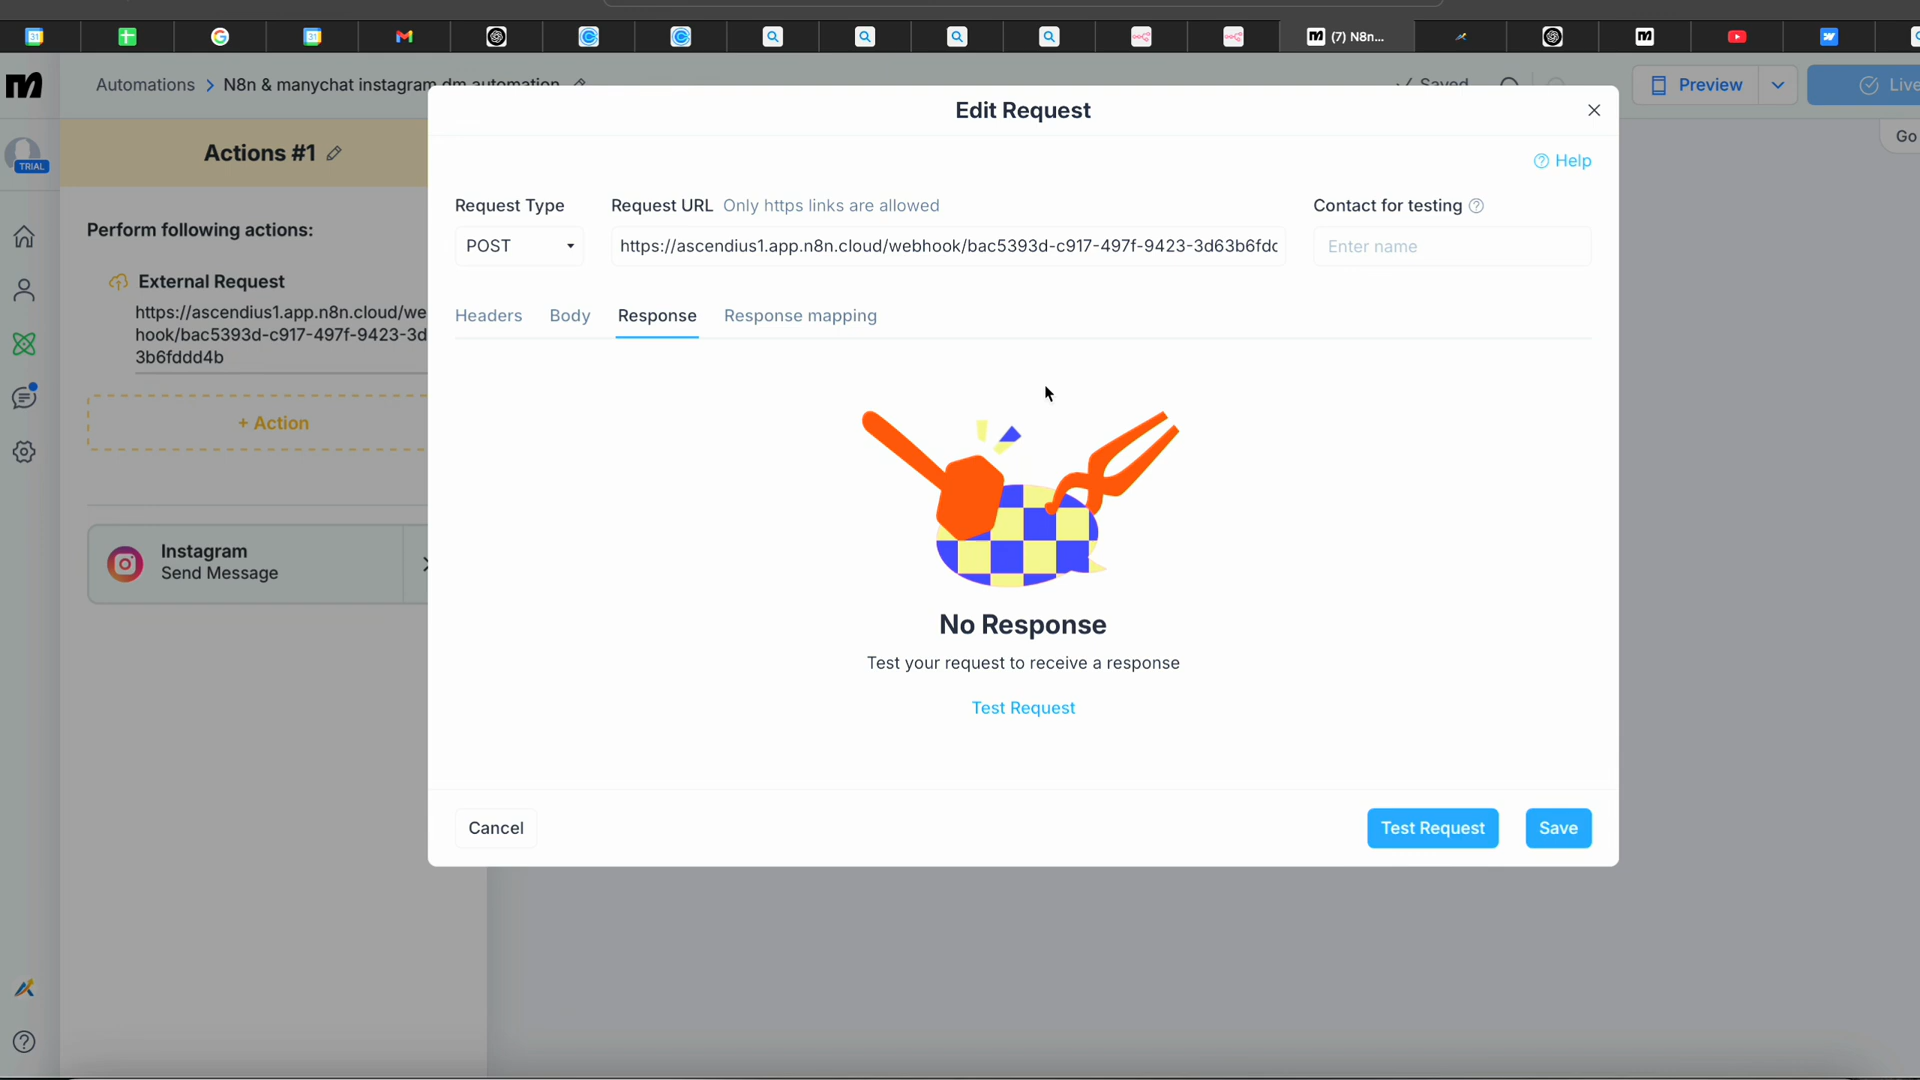 (7) N8n...
Automations > N8n & manychat instagram dm automation
Saved
Preview
Live
Go
TRIAL
Actions #1
Perform following actions:
External Request
https://ascendius1.app.n8n.cloud/we
hook/bac5393d-c917-497f-9423-3d
3b6fddd4b
+ Action
Instagram
Send Message
Edit Request
Help
Request Type
Request URL Only https links are allowed
Contact for testing
POST
https://ascendius1.app.n8n.cloud/webhook/bac5393d-c917-497f-9423-3d63b6fdc
Enter name
Headers
Body
Response
Response mapping
No Response
Test your request to receive a response
Test Request
Cancel
Test Request
Save